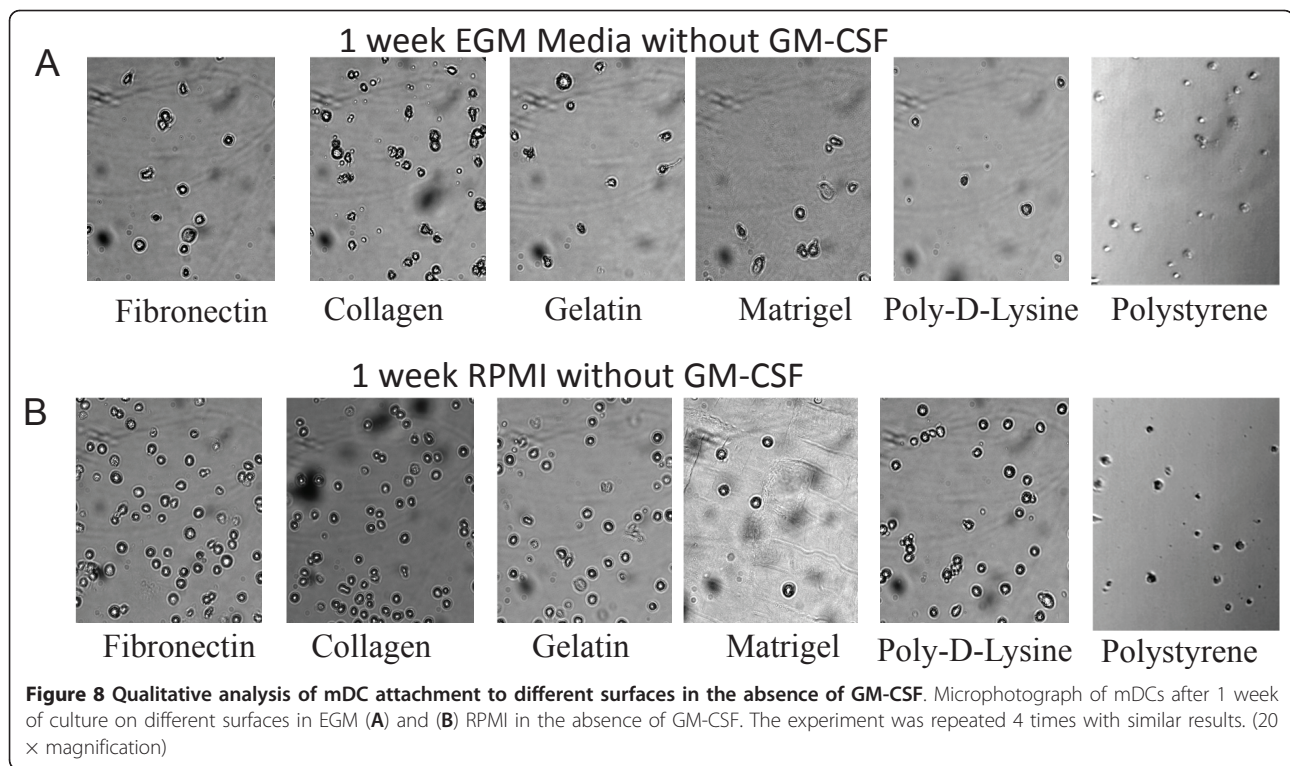 1 week EGM Media without GM-CSF
A
Fibronectin Collagen Gelatin Matrigel Poly-D-Lysine Polystyrene
1 week RPMI without GM-CSF
B
Fibronectin Collagen Gelatin Matrigel Poly-D-Lysine Polystyrene
Figure 8 Qualitative analysis of mDC attachment to different surfaces in the absence of GM-CSF. Microphotograph of mDCs after 1 week
of culture on different surfaces in EGM (A) and (B) RPMI in the absence of GM-CSF. The experiment was repeated 4 times with similar results. (20
× magnification)